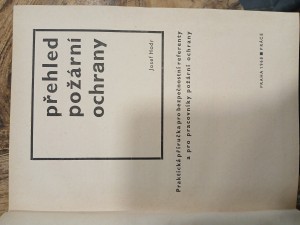 přehled
požární
ochrany
Josef Hodr
Praktická příručka pro bezpečnostní referenty
a pro pracovníky požární ochrany
PRAHA 1968 PRÁCE